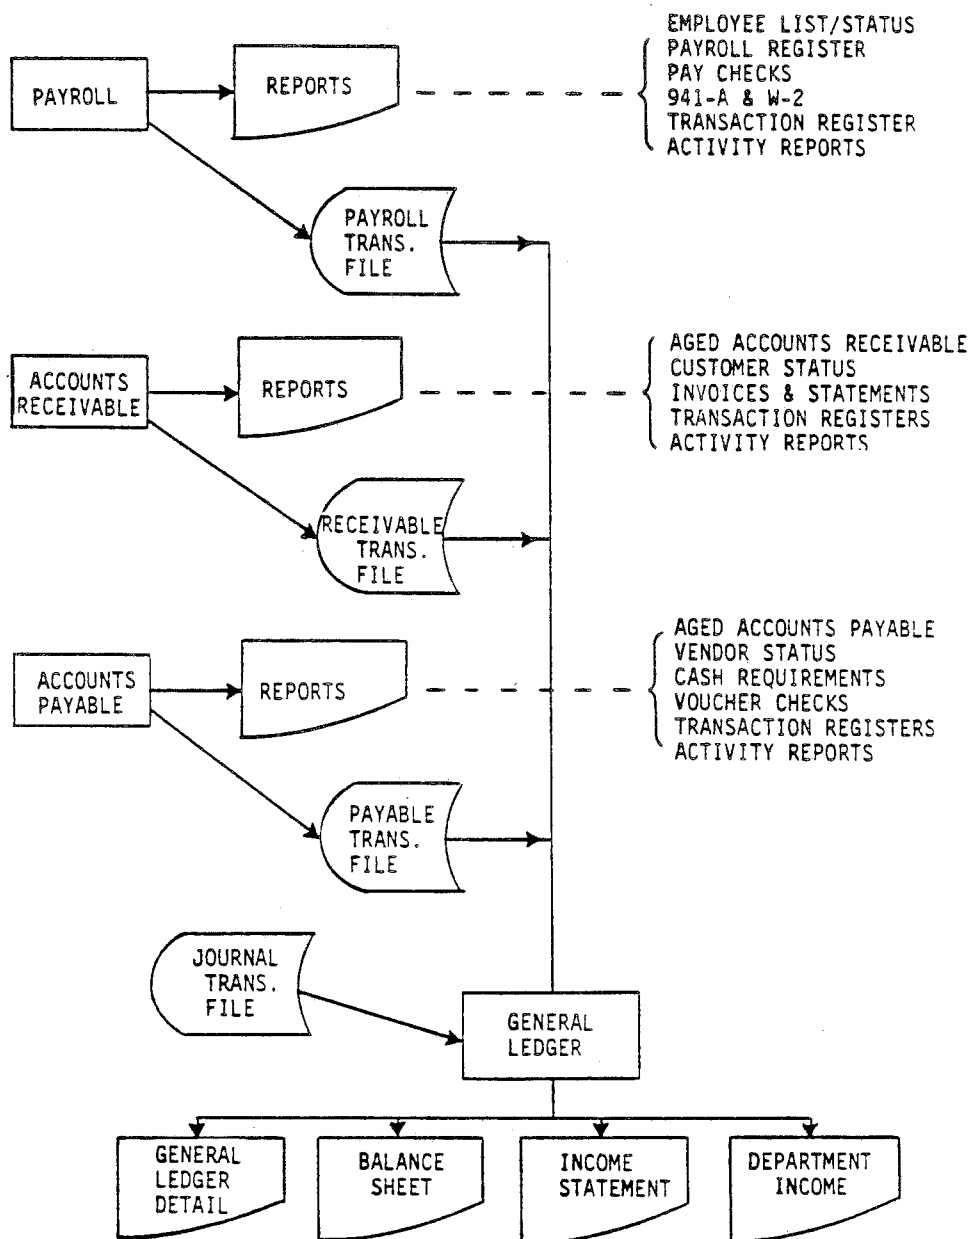 PAYROLL
REPORTS
EMPLOYEE LIST/STATUS
PAYROLL REGISTER
PAY CHECKS
941-A & W-2
TRANSACTION REGISTER
ACTIVITY REPORTS
PAYROLL
TRANS.
FILE
ACCOUNTS
RECEIVABLE
REPORTS
AGED ACCOUNTS RECEIVABLE
CUSTOMER STATUS
INVOICES & STATEMENTS
TRANSACTION REGISTERS
ACTIVITY REPORTS
RECEIVABLE
TRANS.
FILE
ACCOUNTS
PAYABLE
REPORTS
AGED ACCOUNTS PAYABLE
VENDOR STATUS
CASH REQUIREMENTS
VOUCHER CHECKS
TRANSACTION REGISTERS
ACTIVITY REPORTS
PAYABLE
TRANS.
FILE
JOURNAL
TRANS.
FILE
GENERAL
LEDGER
GENERAL
LEDGER
DETAIL
BALANCE
SHEET
INCOME
STATEMENT
DEPARTMENT
INCOME